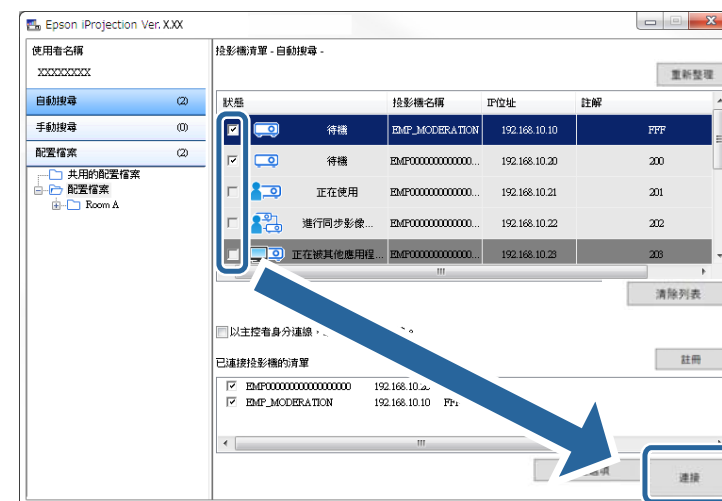 Epson iProjection Ver. X.XX
使用者名稱
XXXXXXXXX
自動搜尋 (2)
手動搜尋 (0)
配置檔案 (2)
共用的配置檔案
配置檔案
Room A
投影機清單 - 自動搜尋 -
重新整理
狀態 投影機名稱 IP位址 註解
待機 EMP_MODERATION 192.168.10.10 FFF
待機 EMP000000000000... 192.168.10.20 200
正在使用 EMP000000000000... 192.168.10.21 201
進行同步影像... EMP000000000000... 192.168.10.22 202
正在被其他應用程... EMP000000000000... 192.168.10.23 203
清除列表
以主控者身分連線，
已連接投影機的清單
註冊
EMP00000000000000000 192.168.10.20
EMP_MODERATION 192.168.10.10
連接